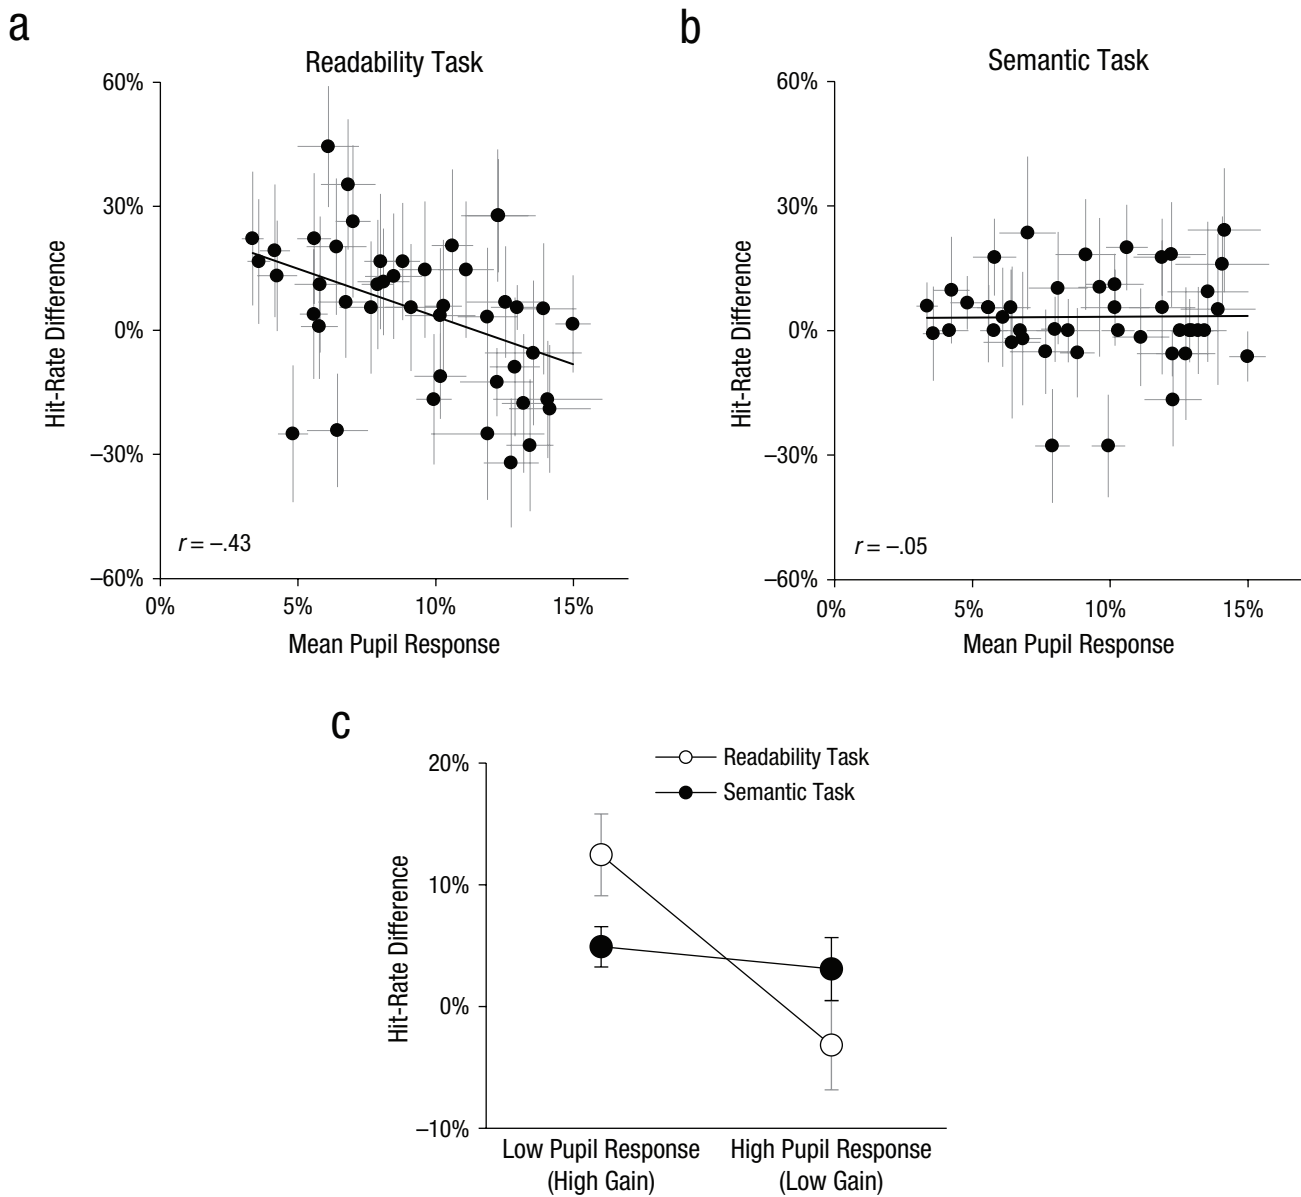 a
Readability Task
60%
30%
0%
–30%
–60%
Hit-Rate Difference
r = –.43
0%
5%
10%
15%
Mean Pupil Response
b
Semantic Task
60%
30%
0%
–30%
–60%
Hit-Rate Difference
r = –.05
0%
5%
10%
15%
Mean Pupil Response
c
Readability Task
Semantic Task
20%
10%
0%
–10%
Hit-Rate Difference
Low Pupil Response
(High Gain)
High Pupil Response
(Low Gain)